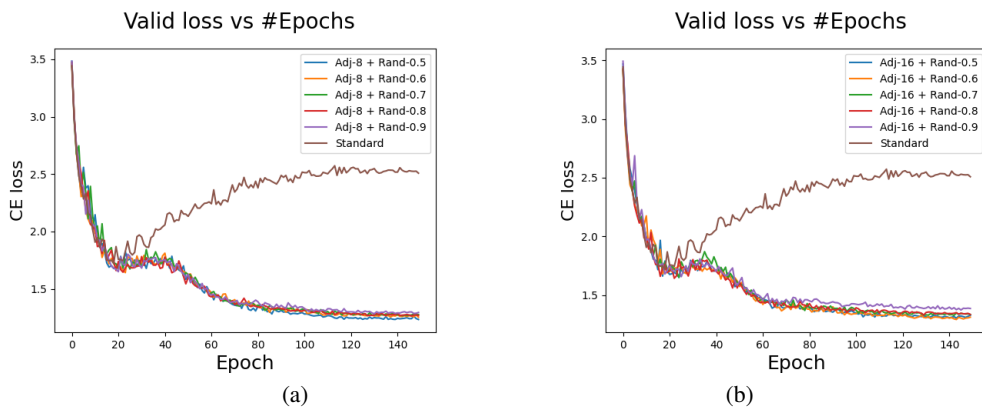 Valid loss vs #Epochs
CE loss
3.5
3.0
2.5
2.0
1.5
0
20
40
60
80
100
120
140
Epoch
Adj-8 + Rand-0.5
Adj-8 + Rand-0.6
Adj-8 + Rand-0.7
Adj-8 + Rand-0.8
Adj-8 + Rand-0.9
Standard
(a)
Valid loss vs #Epochs
CE loss
3.5
3.0
2.5
2.0
1.5
0
20
40
60
80
100
120
140
Epoch
Adj-16 + Rand-0.5
Adj-16 + Rand-0.6
Adj-16 + Rand-0.7
Adj-16 + Rand-0.8
Adj-16 + Rand-0.9
Standard
(b)